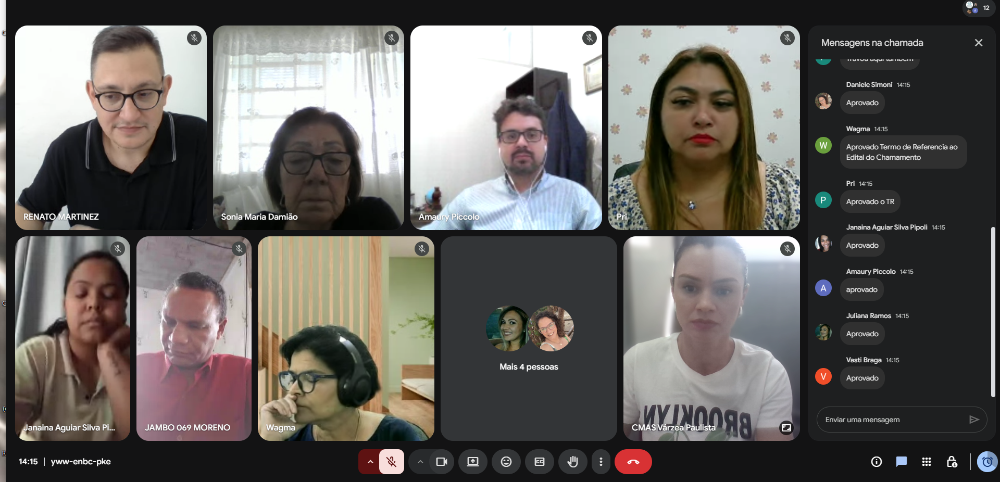 12
RENATO MARTINEZ
Sonia Maria Damião
Amaury Piccolo
Pri
Janaina Aguiar Silva Pi...
JAMBO 069 MORENO
Wagma
Mais 4 pessoas
BROOKLYN
CMAS Várzea Paulista
Mensagens na chamada
Travou aqui também
Daniele Simoni 14:15
Aprovado
Wagma 14:15
W
Aprovado Termo de Referencia ao
Edital do Chamamento
Pri 14:15
P
Aprovado o TR
Janaina Aguiar Silva Pipoli 14:15
Aprovado
Amaury Piccolo 14:15
A
aprovado
Juliana Ramos 14:15
Aprovado
Vasti Braga 14:15
V
Aprovado
Enviar uma mensagem
14:15 | yww-enbc-pke